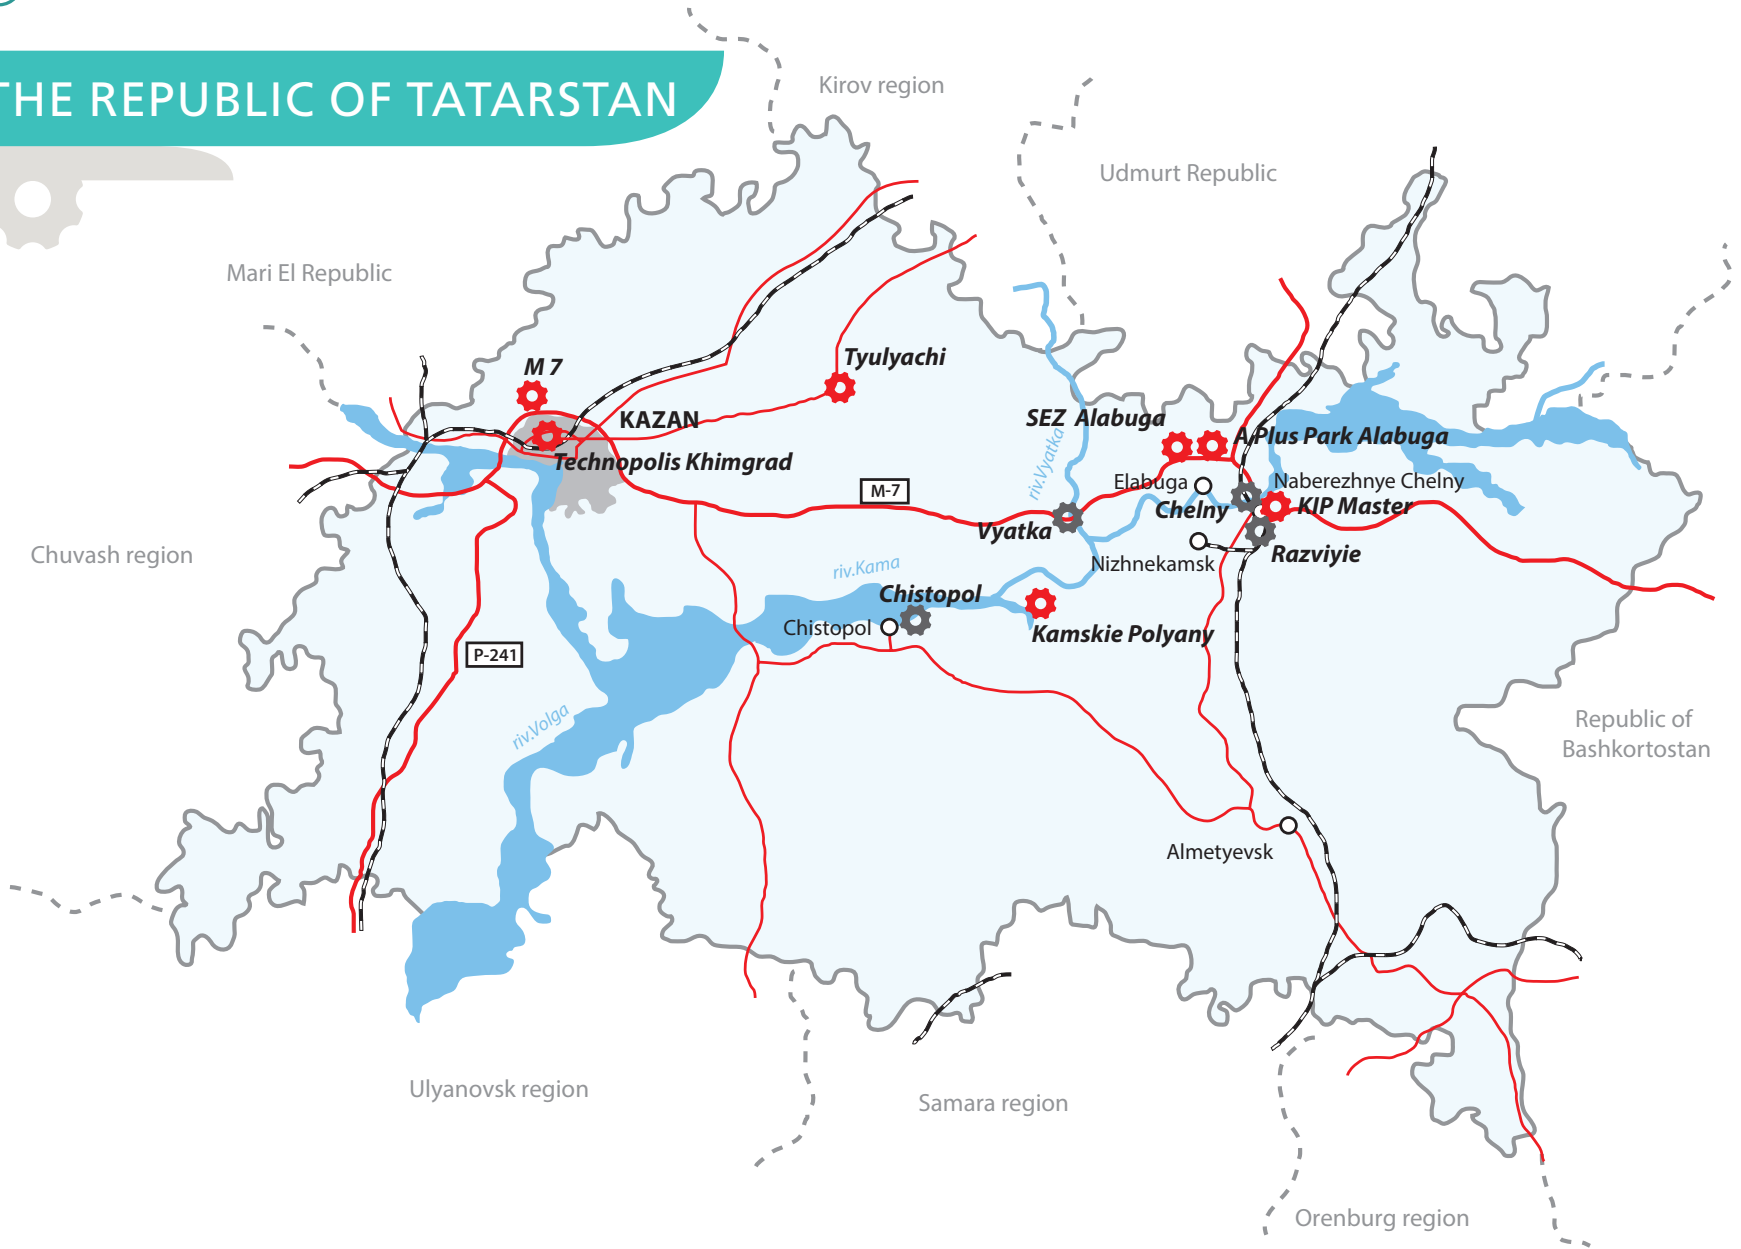 THE REPUBLIC OF TATARSTAN
Kirov region
Udmurt Republic
Mari El Republic
M 7
Tyulyachi
KAZAN
SEZ Alabuga
A Plus Park Alabuga
Technopolis Khimgrad
riv.Vyatka
Elabuga
Naberezhnye Chelny
M-7
Chelny
KIP Master
Vyatka
Chuvash region
Nizhnekamsk
Razviyie
riv.Kama
Chistopol
Chistopol
Kamskie Polyany
P-241
riv.Volga
Republic of
Bashkortostan
Almetyevsk
Ulyanovsk region
Samara region
Orenburg region